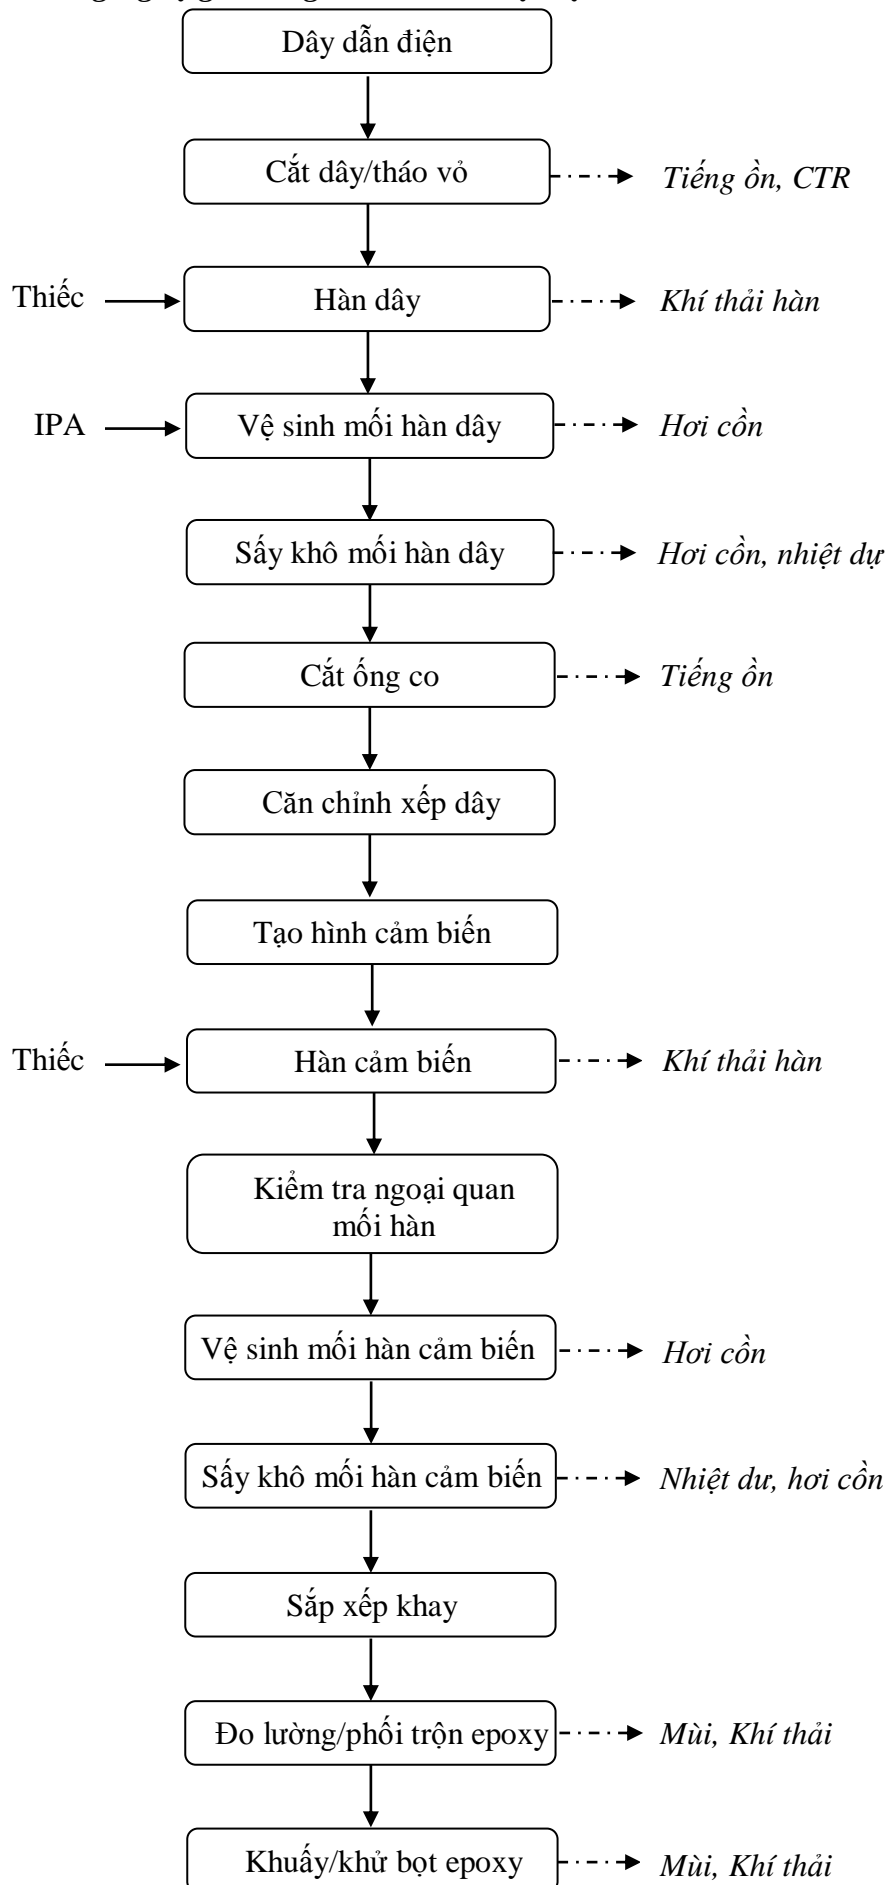 Dây dẫn điện
Cắt dây/tháo vỏ
Tiếng ồn, CTR
Thiếc
Hàn dây
Khí thải hàn
IPA
Vệ sinh mối hàn dây
Hơi cồn
Sấy khô mối hàn dây
Hơi cồn, nhiệt dự
Cắt ống co
Tiếng ồn
Căn chỉnh xếp dây
Tạo hình cảm biến
Thiếc
Hàn cảm biến
Khí thải hàn
Kiểm tra ngoại quan
mối hàn
Vệ sinh mối hàn cảm biến
Hơi cồn
Sấy khô mối hàn cảm biến
Nhiệt dư, hơi cồn
Sắp xếp khay
Đo lường/phối trộn epoxy
Mùi, Khí thải
Khuấy/khử bọt epoxy
Mùi, Khí thải